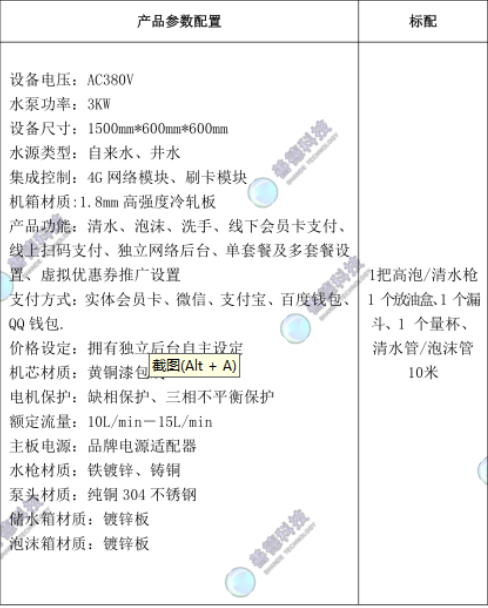 产品参数配置
标配
设备电压：AC380V
水泵功率：3KW
设备尺寸：1500mm*600mm*600mm
水源类型：自来水、井水
集成控制：4G网络模块、刷卡模块
机箱材质:1.8mm高强度冷轧板
产品功能：清水、泡沫、洗手、线下会员卡支付、
线上扫码支付、独立网络后台、单套餐及多套餐设
置、虚拟优惠券推广设置
支付方式：实体会员卡、微信、支付宝、百度钱包、
QQ钱包.
价格设定：拥有独立后台自主设定
机芯材质：黄铜漆包
截图(Alt + A)
电机保护：缺相保护、三相不平衡保护
额定流量：10L/min－15L/min
主板电源：品牌电源适配器
水枪材质：铁镀锌、铸铜
泵头材质：纯铜304不锈钢
储水箱材质：镀锌板
泡沫箱材质：镀锌板
1把高泡/清水枪
1个放油盒、1个漏
斗、1 个量杯、
清水管/泡沫管
10米